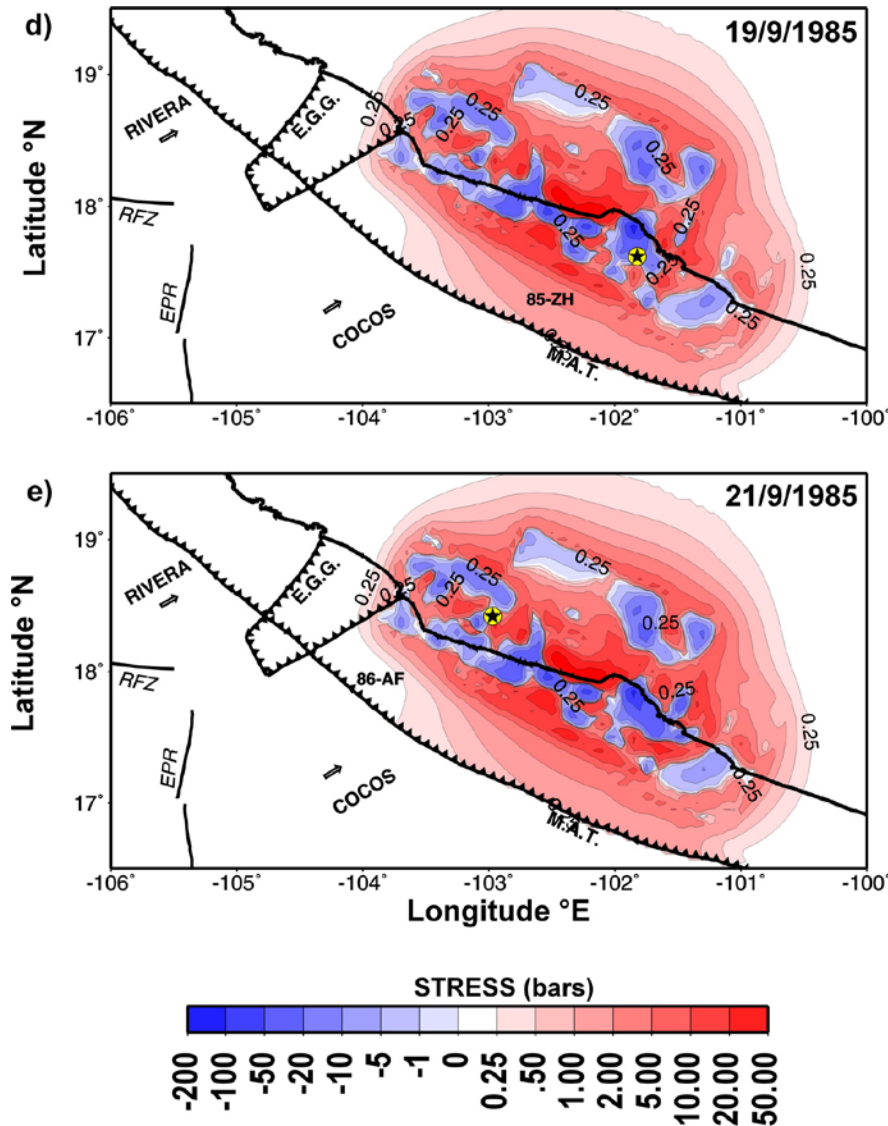 d)
19/9/1985
19°
18°
17°
Latitude °N
RIVERA
E.G.G.
RFZ
EPR
COCOS
85-ZH
M.A.T.
0.25
0.25
0.25
0.25
0.25
0.25
0.25
0.25
0.25
0.25
0.25
0.25
-106° -105° -104° -103° -102° -101° -100°
e)
21/9/1985
19°
18°
17°
Latitude °N
RIVERA
E.G.G.
RFZ
EPR
86-AF
COCOS
M.A.T.
0.25
0.25
0.25
0.25
0.25
0.25
0.25
0.25
0.25
0.25
-106° -105° -104° -103° -102° -101° -100°
Longitude °E
STRESS (bars)
-200 -100 -50 -20 -10 -5 -1 0 0.25 .500 1.00 2.00 5.00 10.00 20.00 50.00